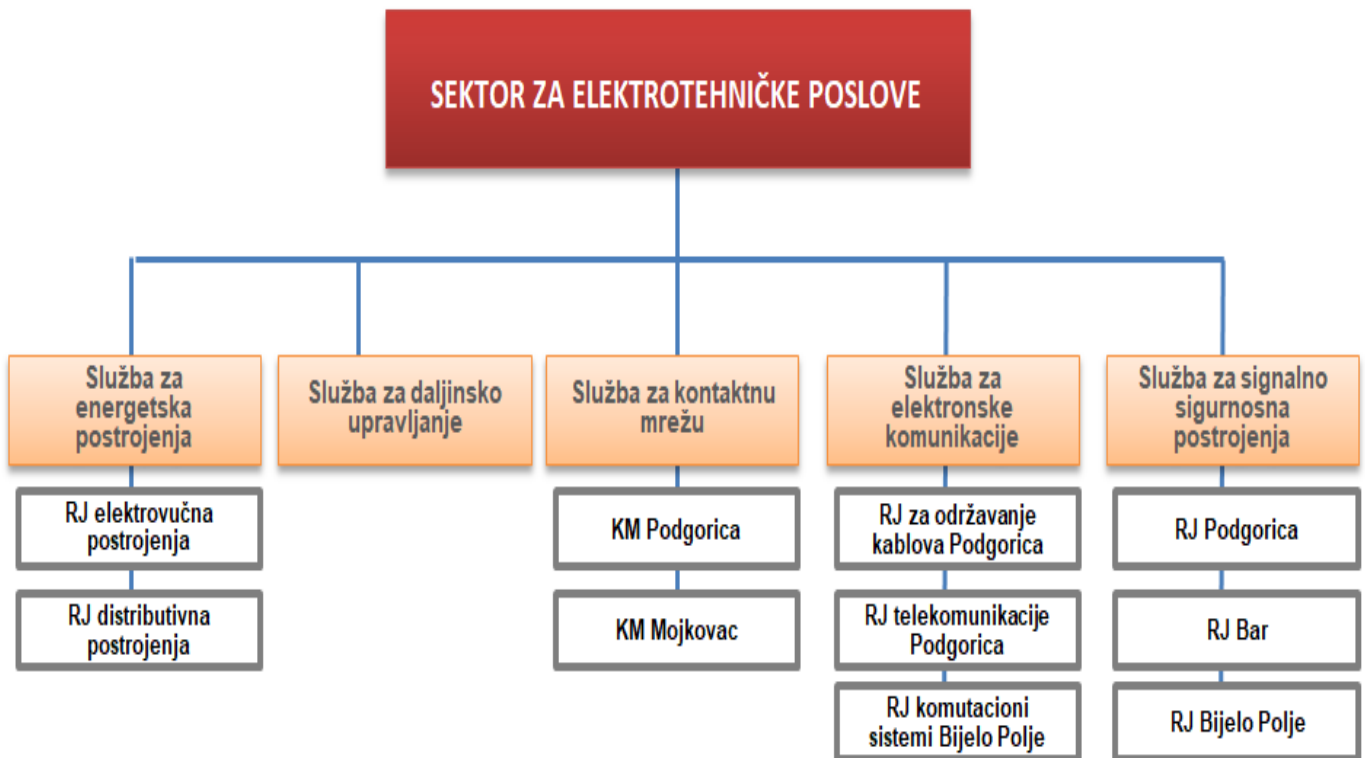 SEKTOR ZA ELEKTROTEHNIČKE POSLOVE
Služba za
energetska
postrojenja
Služba za daljinsko
upravljanje
Služba za kontaktnu
mrežu
Služba za
elektronske
komunikacije
Služba za signalno
sigurnosna
postrojenja
RJ elektrovučna
postrojenja
KM Podgorica
RJ za održavanje
kablova Podgorica
RJ Podgorica
RJ distributivna
postrojenja
KM Mojkovac
RJ telekomunikacije
Podgorica
RJ Bar
RJ komutacioni
sistemi Bijelo Polje
RJ Bijelo Polje